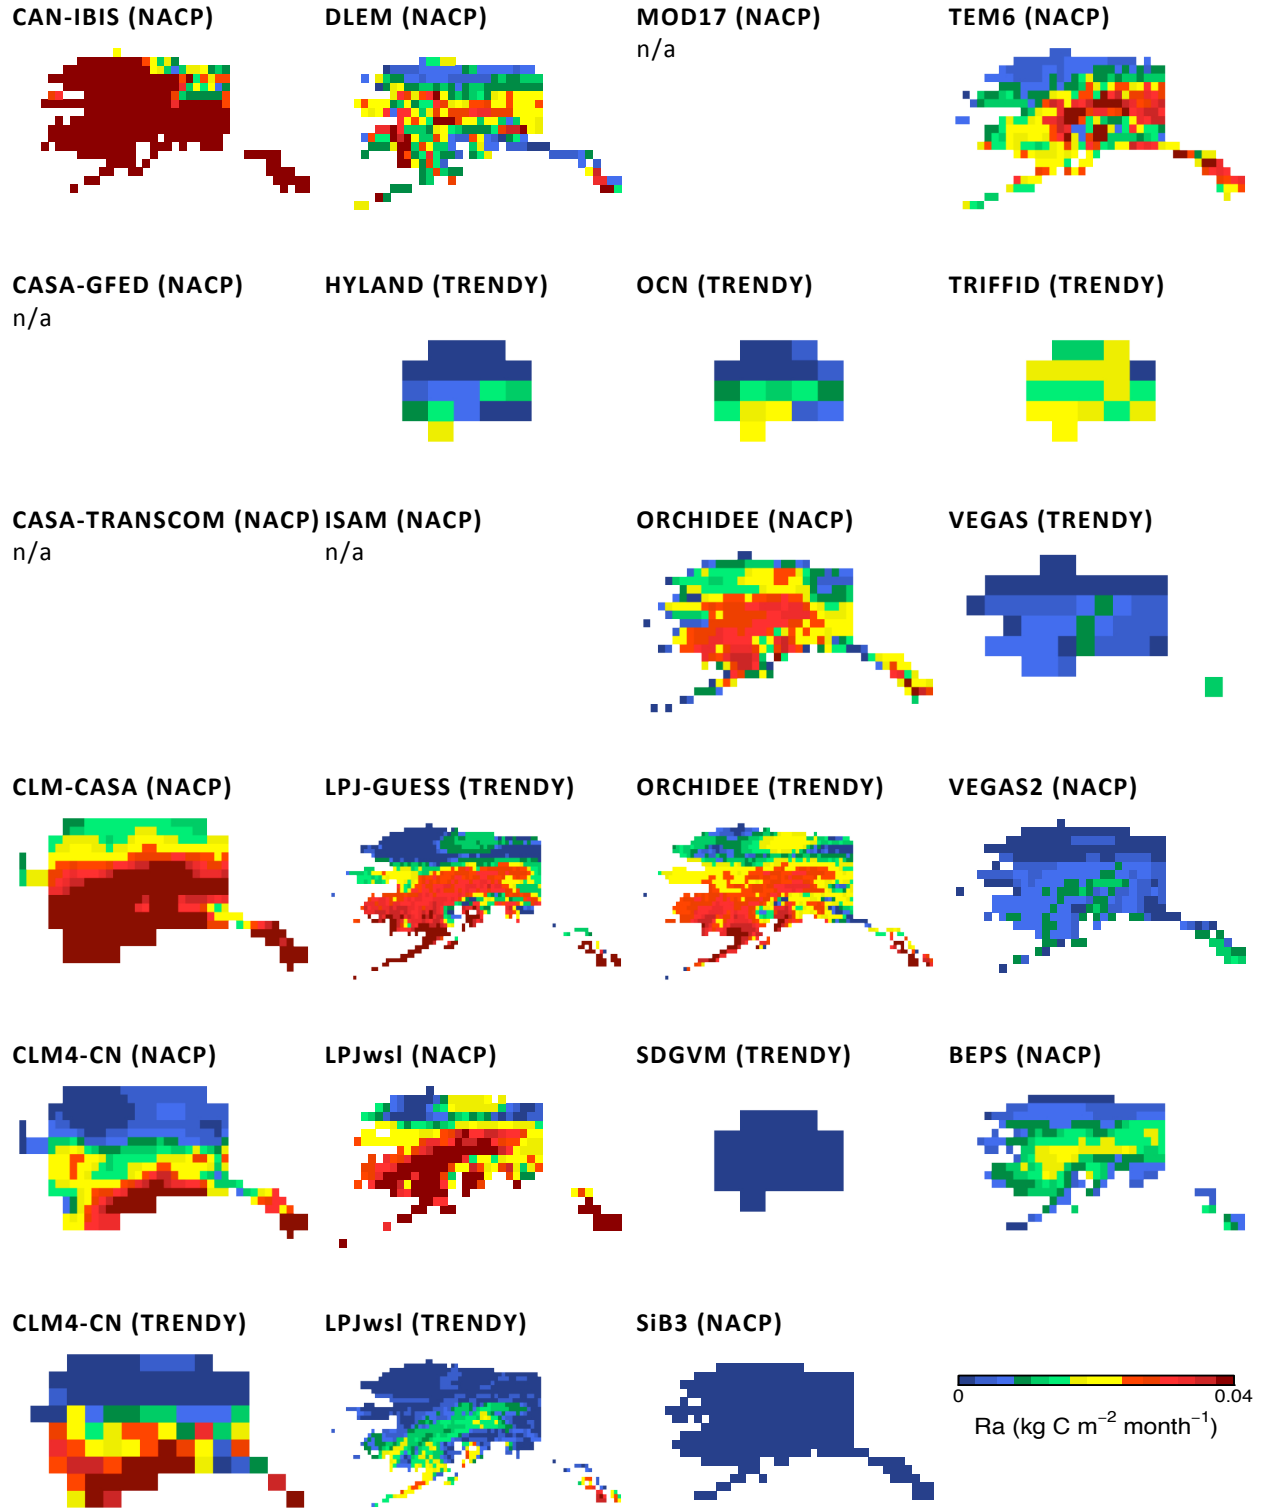 CAN-IBIS (NACP) DLEM (NACP) MOD17 (NACP) TEM6 (NACP)
n/a
CASA-GFED (NACP) HYLAND (TRENDY) OCN (TRENDY) TRIFFID (TRENDY)
n/a
CASA-TRANSCOM (NACP) ISAM (NACP) ORCHIDEE (NACP) VEGAS (TRENDY)
n/a n/a
CLM-CASA (NACP) LPJ-GUESS (TRENDY) ORCHIDEE (TRENDY) VEGAS2 (NACP)
CLM4-CN (NACP) LPJwsl (NACP) SDGVM (TRENDY) BEPS (NACP)
CLM4-CN (TRENDY) LPJwsl (TRENDY) SiB3 (NACP)
0 0.04
Ra (kg C m⁻² month⁻¹)